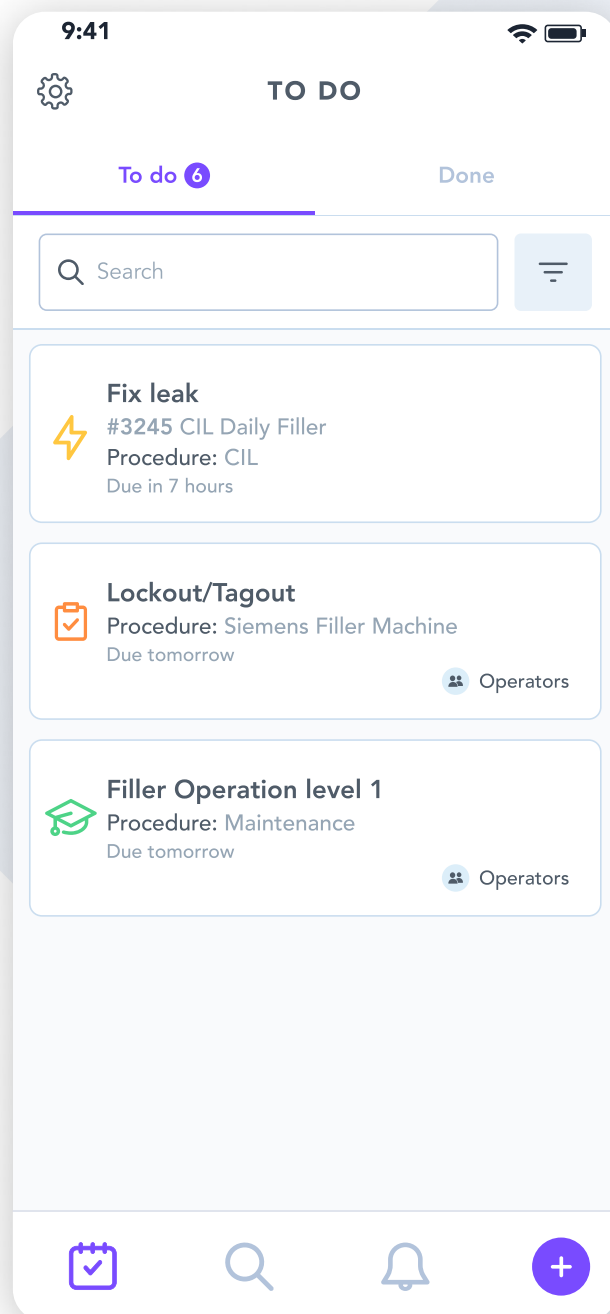 9:41
TO DO
To do 6
Done
Search
Fix leak
#3245 CIL Daily Filler
Procedure: CIL
Due in 7 hours
Lockout/Tagout
Procedure: Siemens Filler Machine
Due tomorrow
Operators
Filler Operation level 1
Procedure: Maintenance
Due tomorrow
Operators